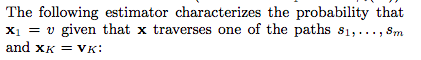 The following estimator characterizes the probability that
x₁ = v given that x traverses one of the paths s₁, . . . , sₘ
and x_K = v_K: